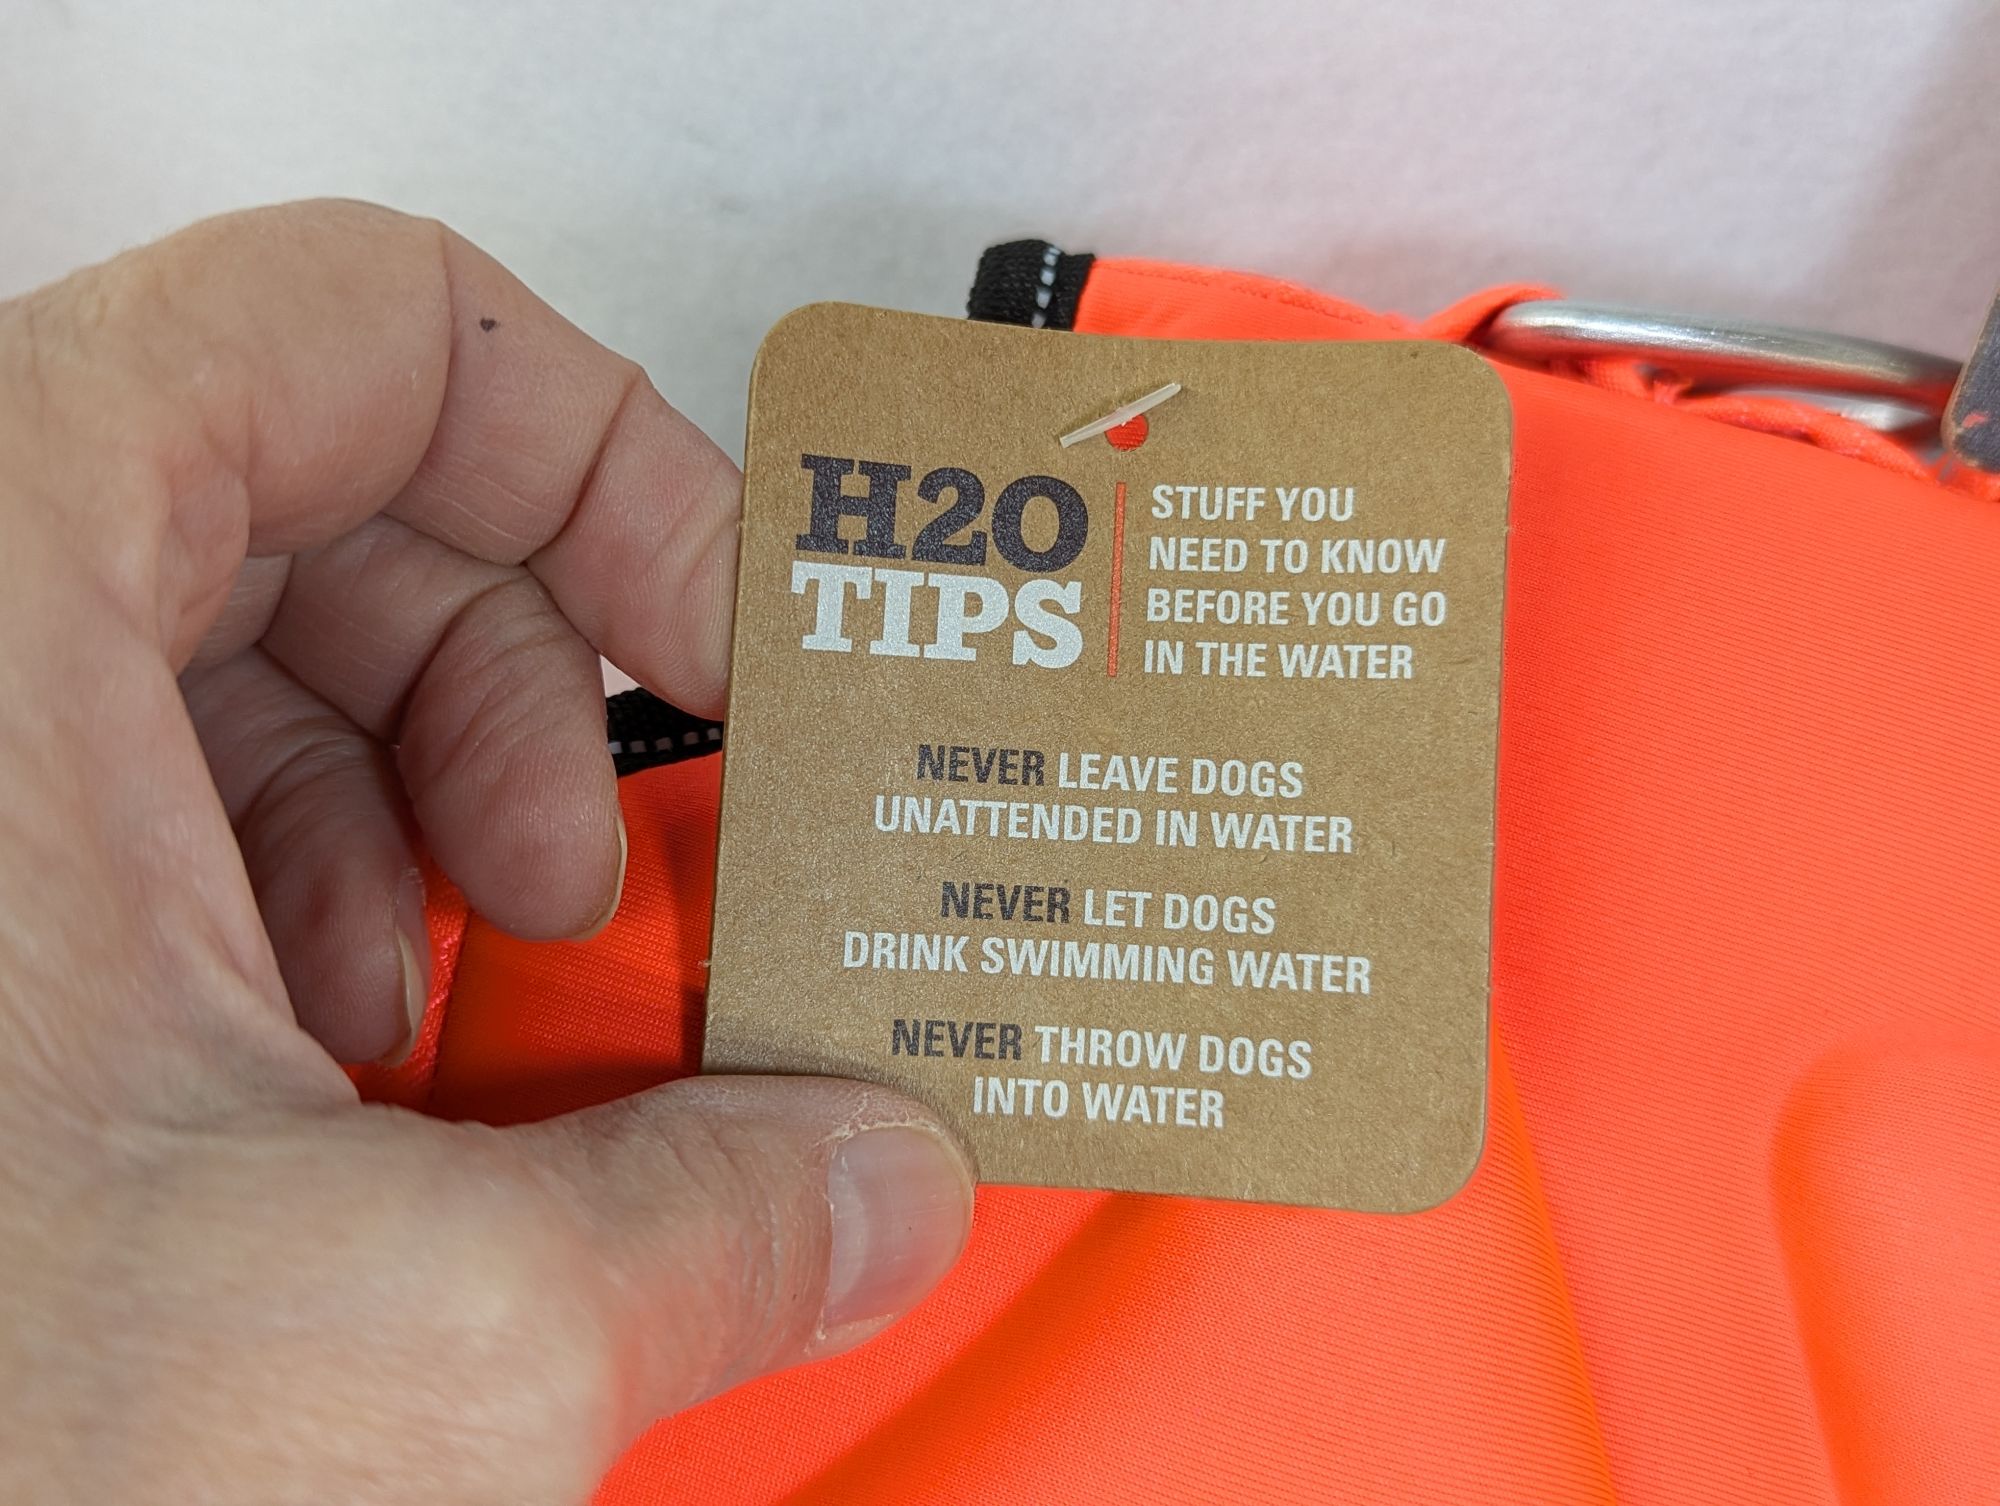 H2O
TIPS
STUFF YOU
NEED TO KNOW
BEFORE YOU GO
IN THE WATER
NEVER LEAVE DOGS
UNATTENDED IN WATER
NEVER LET DOGS
DRINK SWIMMING WATER
NEVER THROW DOGS
INTO WATER